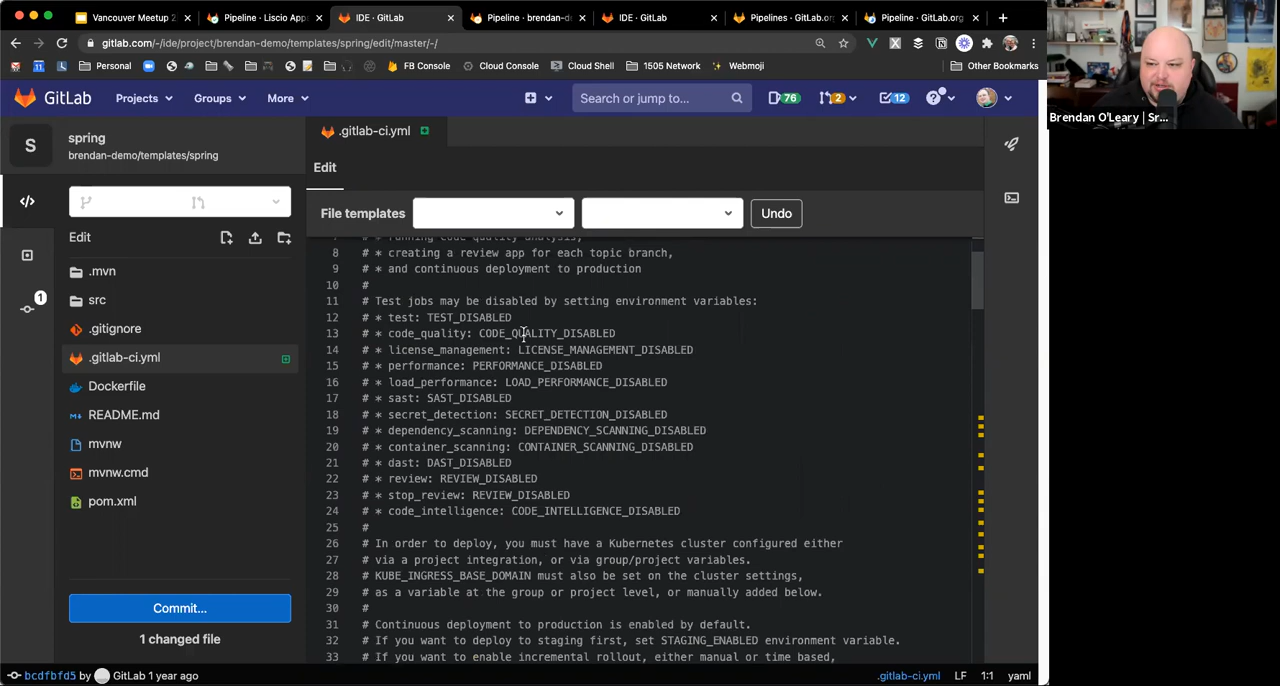 Vancouver Meetup 2
Pipeline · Liscio App
IDE · GitLab
Pipeline · brendan-d
IDE · GitLab
Pipelines · GitLab.or
Pipeline · GitLab.org
gitlab.com/-/ide/project/brendan-demo/templates/spring/edit/master/-/
31
Personal
FB Console
Cloud Console
Cloud Shell
1505 Network
Webmoji
Other Bookmarks
GitLab
Projects
Groups
More
Search or jump to...
76
2
12
Brendan O'Leary | Sr...
S
spring
brendan-demo/templates/spring
Edit
.mvn
src
.gitignore
.gitlab-ci.yml
Dockerfile
README.md
mvnw
mvnw.cmd
pom.xml
1
Commit...
1 changed file
.gitlab-ci.yml
Edit
File templates
Undo
7 # * running code quality analysis,
8 # * creating a review app for each topic branch,
9 # * and continuous deployment to production
10 #
11 # Test jobs may be disabled by setting environment variables:
12 # * test: TEST_DISABLED
13 # * code_quality: CODE_QUALITY_DISABLED
14 # * license_management: LICENSE_MANAGEMENT_DISABLED
15 # * performance: PERFORMANCE_DISABLED
16 # * load_performance: LOAD_PERFORMANCE_DISABLED
17 # * sast: SAST_DISABLED
18 # * secret_detection: SECRET_DETECTION_DISABLED
19 # * dependency_scanning: DEPENDENCY_SCANNING_DISABLED
20 # * container_scanning: CONTAINER_SCANNING_DISABLED
21 # * dast: DAST_DISABLED
22 # * review: REVIEW_DISABLED
23 # * stop_review: REVIEW_DISABLED
24 # * code_intelligence: CODE_INTELLIGENCE_DISABLED
25 #
26 # In order to deploy, you must have a Kubernetes cluster configured either
27 # via a project integration, or via group/project variables.
28 # KUBE_INGRESS_BASE_DOMAIN must also be set on the cluster settings,
29 # as a variable at the group or project level, or manually added below.
30 #
31 # Continuous deployment to production is enabled by default.
32 # If you want to deploy to staging first, set STAGING_ENABLED environment variable.
33 # If you want to enable incremental rollout, either manual or time based,
bcdfbfd5 by GitLab 1 year ago
.gitlab-ci.yml LF 1:1 yaml